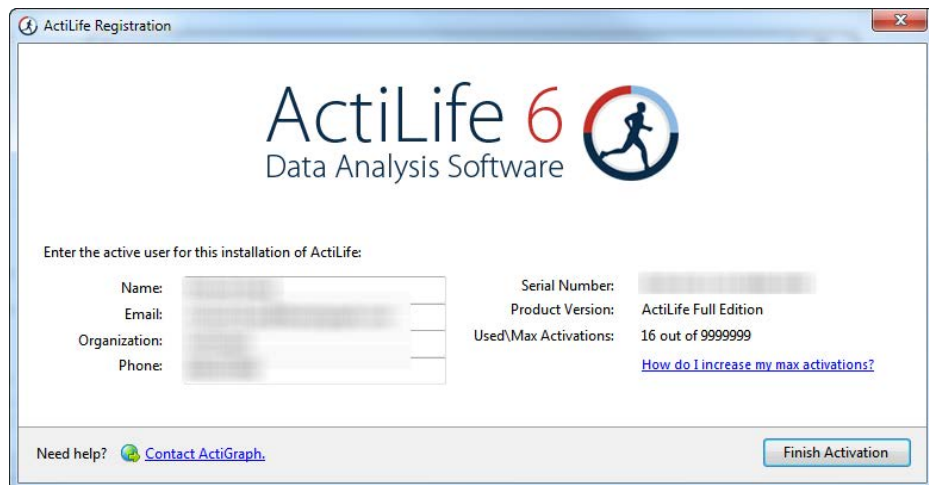 ActiLife Registration
ActiLife 6
Data Analysis Software
Enter the active user for this installation of ActiLife:
Name:
Email:
Organization:
Phone:
Serial Number:
Product Version: ActiLife Full Edition
Used\Max Activations: 16 out of 9999999
How do I increase my max activations?
Need help? Contact ActiGraph.
Finish Activation